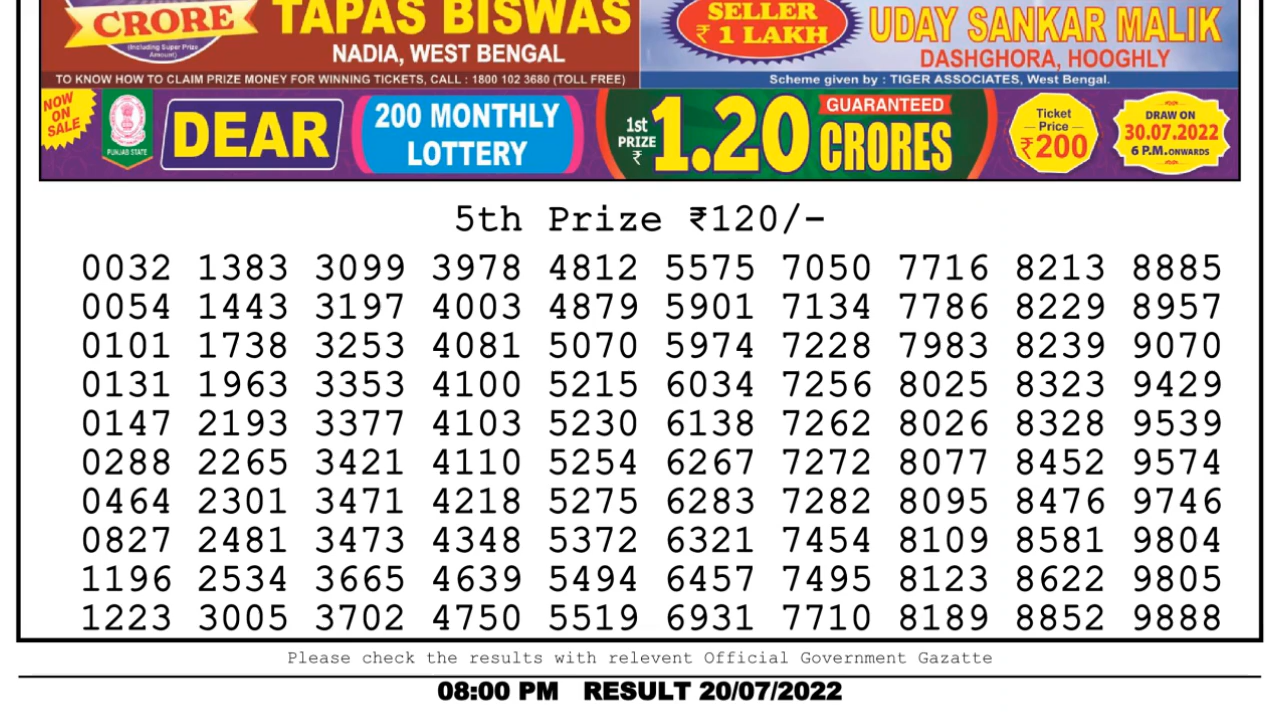 CRORE
(Including Super Prize
Amount)
TAPAS BISWAS
NADIA, WEST BENGAL
TO KNOW HOW TO CLAIM PRIZE MONEY FOR WINNING TICKETS, CALL : 1800 102 3680 (TOLL FREE)
SELLER
₹ 1 LAKH
UDAY SANKAR MALIK
DASHGHORA, HOOGHLY
Scheme given by : TIGER ASSOCIATES, West Bengal.
NOW
ON
SALE
PUNJAB STATE
DEAR
200 MONTHLY
LOTTERY
1st
PRIZE
₹
1.20
GUARANTEED
CRORES
Ticket
Price
₹200
DRAW ON
30.07.2022
6 P.M. ONWARDS
5th Prize ₹120/-
0032 1383 3099 3978 4812 5575 7050 7716 8213 8885
0054 1443 3197 4003 4879 5901 7134 7786 8229 8957
0101 1738 3253 4081 5070 5974 7228 7983 8239 9070
0131 1963 3353 4100 5215 6034 7256 8025 8323 9429
0147 2193 3377 4103 5230 6138 7262 8026 8328 9539
0288 2265 3421 4110 5254 6267 7272 8077 8452 9574
0464 2301 3471 4218 5275 6283 7282 8095 8476 9746
0827 2481 3473 4348 5372 6321 7454 8109 8581 9804
1196 2534 3665 4639 5494 6457 7495 8123 8622 9805
1223 3005 3702 4750 5519 6931 7710 8189 8852 9888
Please check the results with relevent Official Government Gazatte
08:00 PM RESULT 20/07/2022